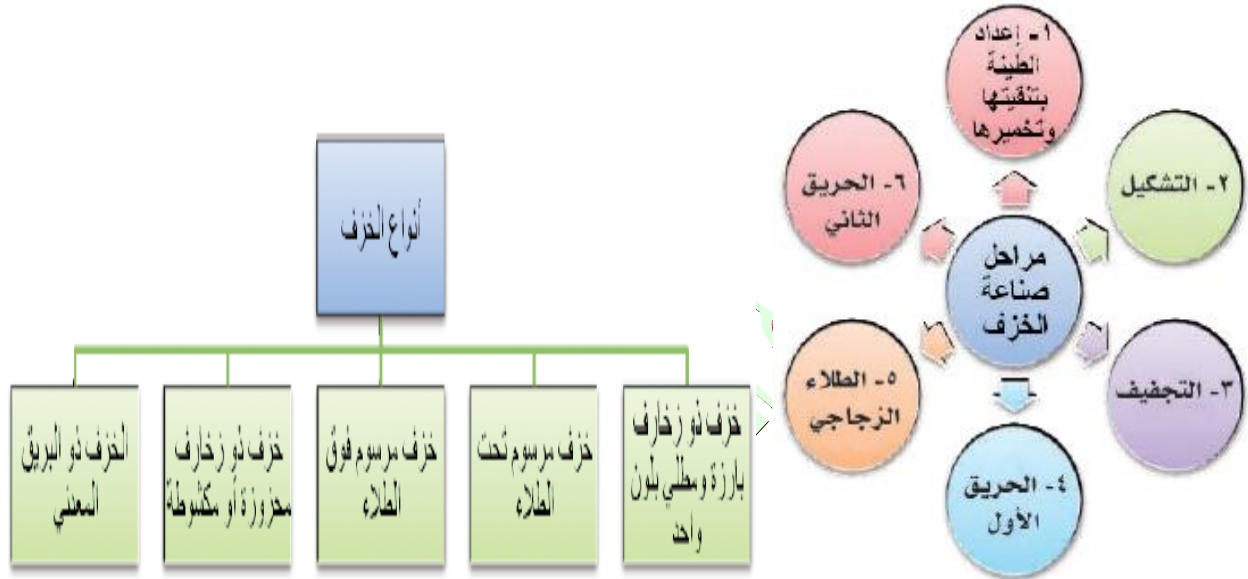 أنواع الخزف
خزف ذو زخارف
بارزة ومطلي بلون
واحد
خزف مرسوم تحت
الطلاء
خزف مرسوم فوق
الطلاء
خزف ذو زخارف
محزوزة أو مكشوطة
الخزف ذو البريق
المعدني
مراحل
صناعة
الخزف
١- إعداد
الطينة
بتنقيتها
وتخميرها
٢- التشكيل
٣- التجفيف
٤- الحريق
الأول
٥- الطلاء
الزجاجي
٦- الحريق
الثاني